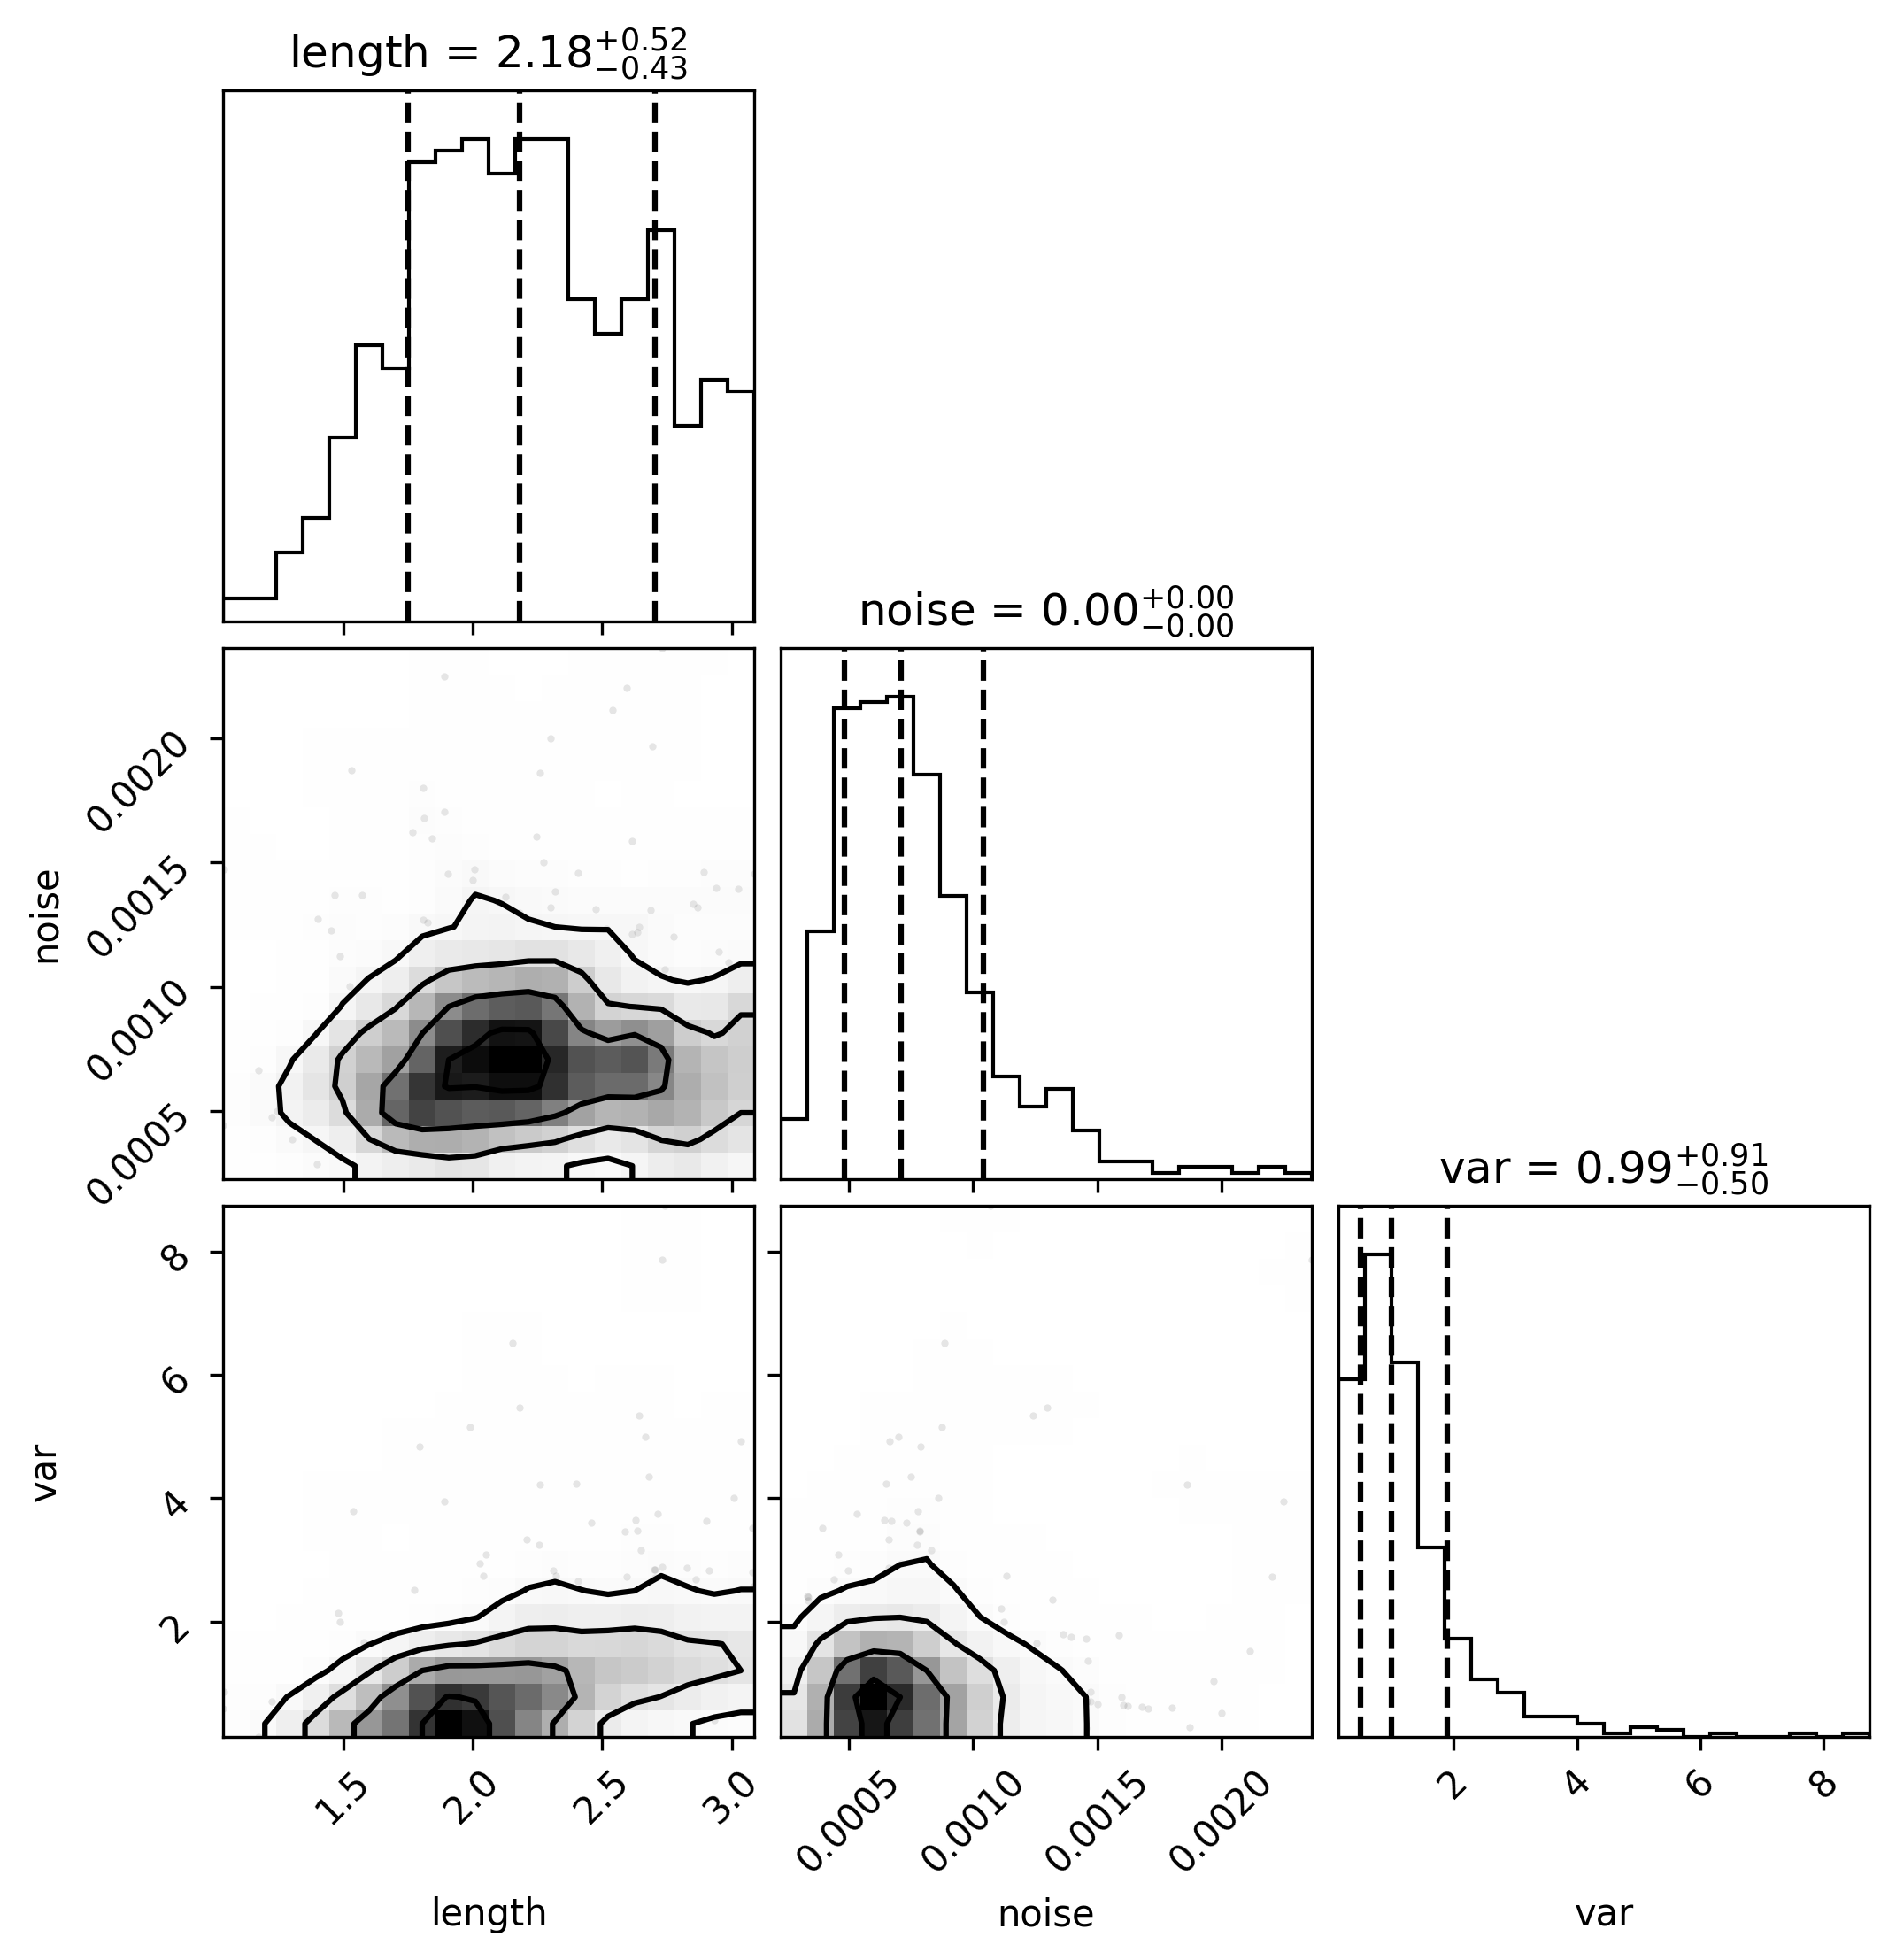 length = 2.18+0.52 −0.43
noise = 0.00+0.00 −0.00
0.0020
0.0015
0.0010
0.0005
noise
var = 0.99+0.91 −0.50
8
6
4
2
var
1.5 2.0 2.5 3.0 0.0005 0.0010 0.0015 0.0020 2 4 6 8
length noise var